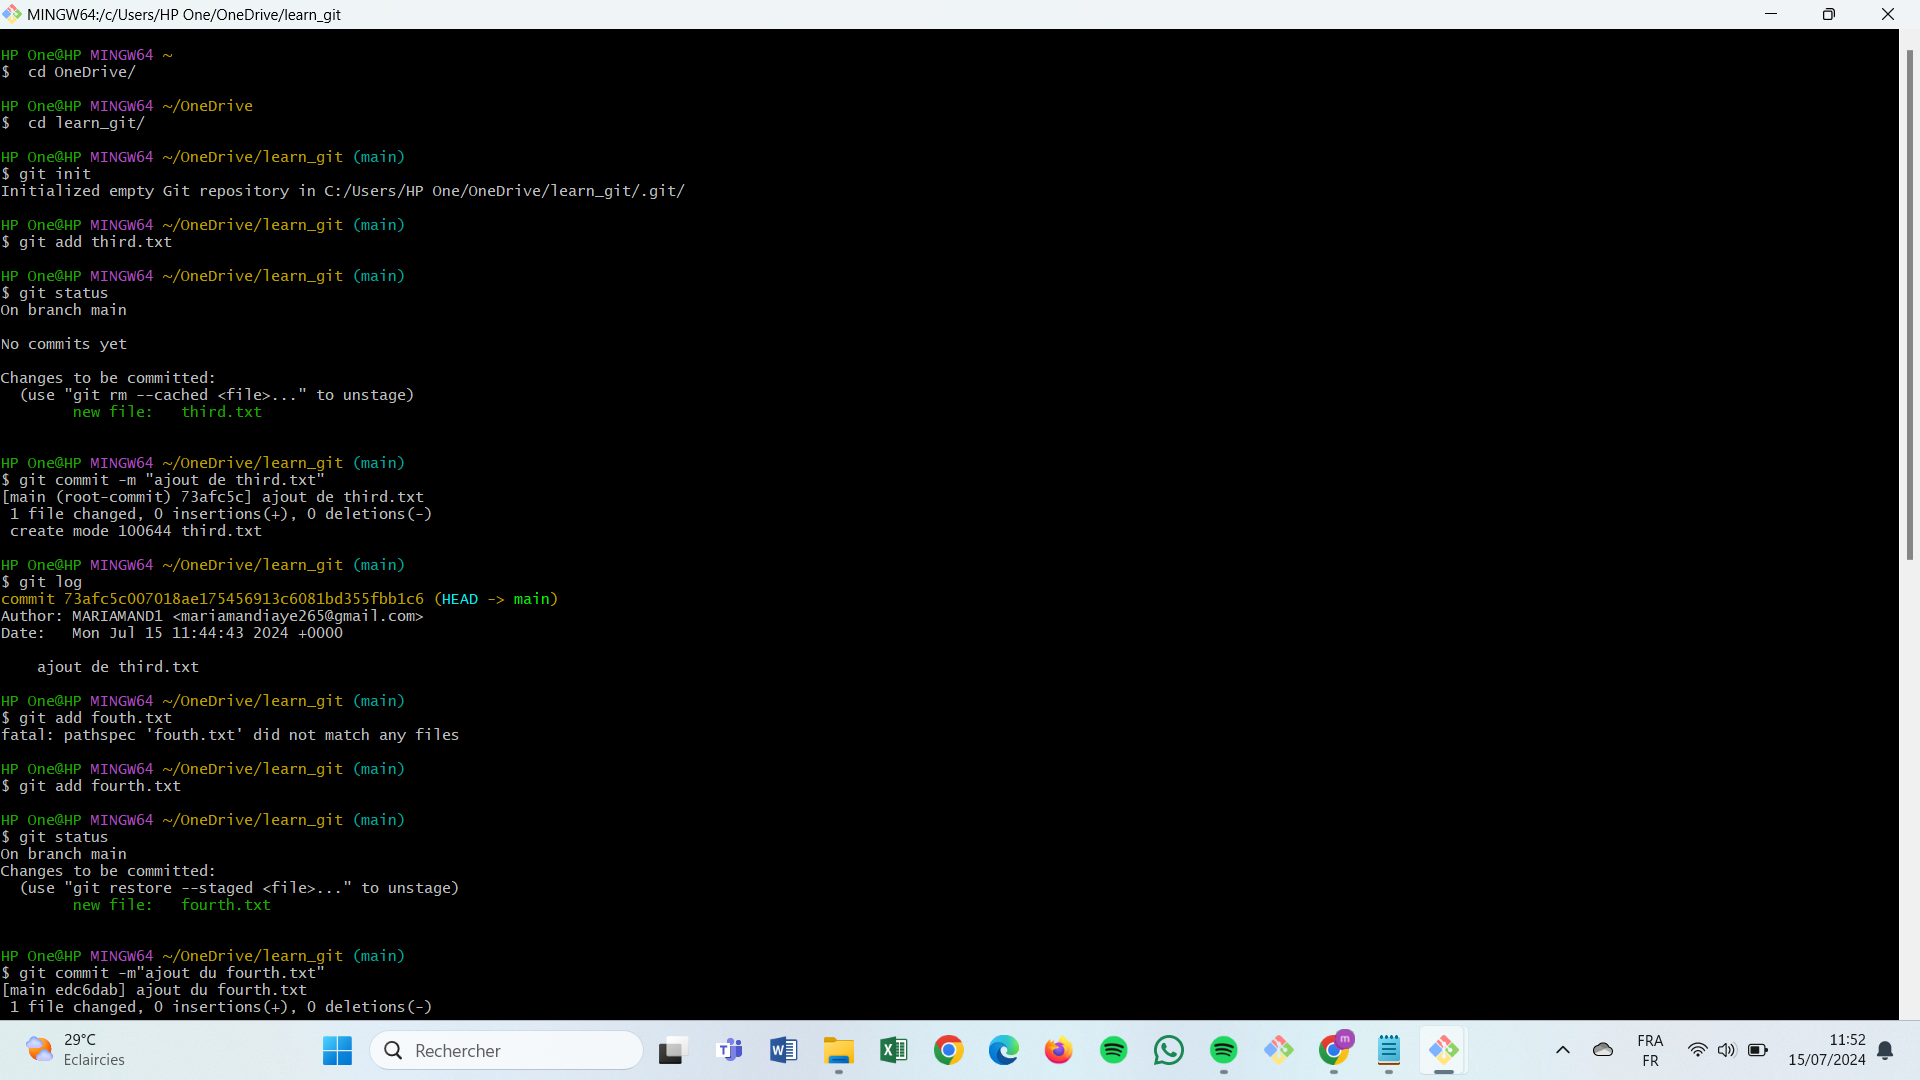 MINGW64:/c/Users/HP One/OneDrive/learn_git
HP One@HP MINGW64 ~
$  cd OneDrive/
HP One@HP MINGW64 ~/OneDrive
$  cd learn_git/
HP One@HP MINGW64 ~/OneDrive/learn_git (main)
$ git init
Initialized empty Git repository in C:/Users/HP One/OneDrive/learn_git/.git/
HP One@HP MINGW64 ~/OneDrive/learn_git (main)
$ git add third.txt
HP One@HP MINGW64 ~/OneDrive/learn_git (main)
$ git status
On branch main
No commits yet
Changes to be committed:
  (use "git rm --cached <file>..." to unstage)
        new file:   third.txt
HP One@HP MINGW64 ~/OneDrive/learn_git (main)
$ git commit -m "ajout de third.txt"
[main (root-commit) 73afc5c] ajout de third.txt
 1 file changed, 0 insertions(+), 0 deletions(-)
 create mode 100644 third.txt
HP One@HP MINGW64 ~/OneDrive/learn_git (main)
$ git log
commit 73afc5c007018ae175456913c6081bd355fbb1c6 (HEAD -> main)
Author: MARIAMAND1 <mariamandiaye265@gmail.com>
Date:   Mon Jul 15 11:44:43 2024 +0000
    ajout de third.txt
HP One@HP MINGW64 ~/OneDrive/learn_git (main)
$ git add fouth.txt
fatal: pathspec 'fouth.txt' did not match any files
HP One@HP MINGW64 ~/OneDrive/learn_git (main)
$ git add fourth.txt
HP One@HP MINGW64 ~/OneDrive/learn_git (main)
$ git status
On branch main
Changes to be committed:
  (use "git restore --staged <file>..." to unstage)
        new file:   fourth.txt
HP One@HP MINGW64 ~/OneDrive/learn_git (main)
$ git commit -m"ajout du fourth.txt"
[main edc6dab] ajout du fourth.txt
 1 file changed, 0 insertions(+), 0 deletions(-)
29°C
Eclaircies
Rechercher
FRA
FR
11:52
15/07/2024